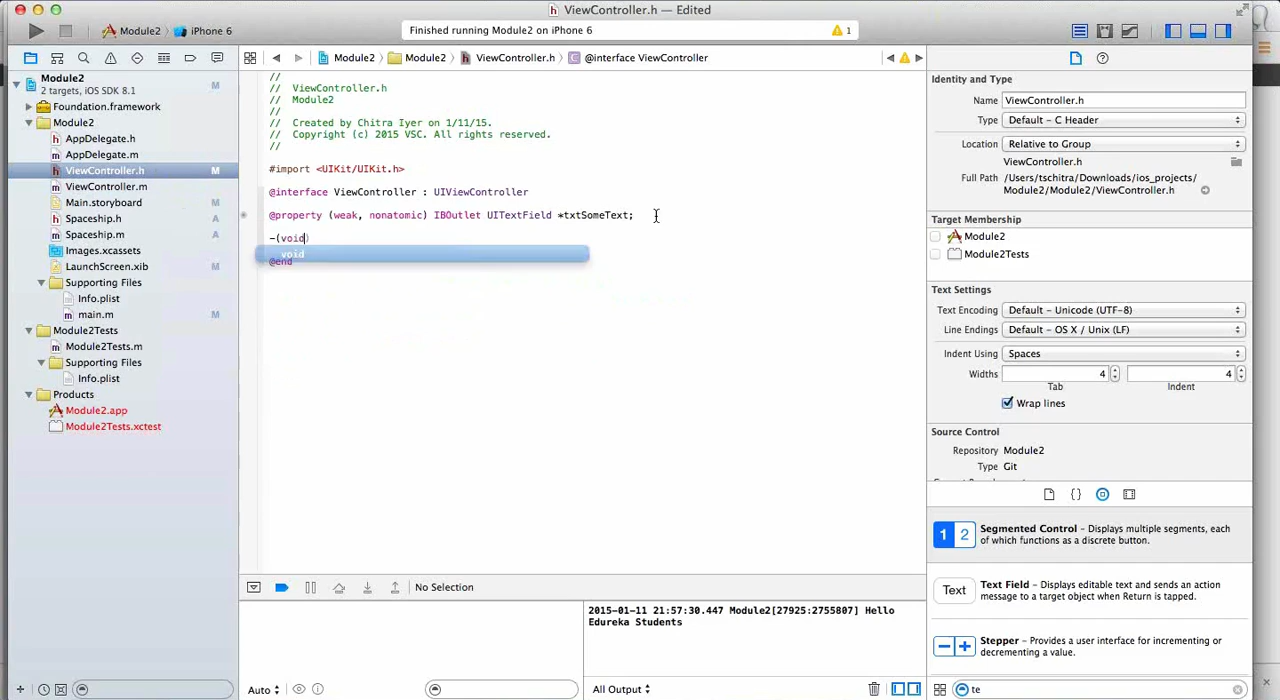 ViewController.h — Edited
Module2
iPhone 6
Finished running Module2 on iPhone 6
1
Module2
Module2
ViewController.h
@interface ViewController
Module2
2 targets, iOS SDK 8.1
M
Foundation.framework
Module2
AppDelegate.h
AppDelegate.m
ViewController.h
M
ViewController.m
M
Main.storyboard
M
Spaceship.h
A
Spaceship.m
A
Images.xcassets
LaunchScreen.xib
M
Supporting Files
Info.plist
main.m
M
Module2Tests
Module2Tests.m
Supporting Files
Info.plist
Products
Module2.app
Module2Tests.xctest
//
//  ViewController.h
//  Module2
//
//  Created by Chitra Iyer on 1/11/15.
//  Copyright (c) 2015 VSC. All rights reserved.
//
#import <UIKit/UIKit.h>
@interface ViewController : UIViewController
@property (weak, nonatomic) IBOutlet UITextField *txtSomeText;
-(void)
void
@end
No Selection
2015-01-11 21:57:30.447 Module2[27925:2755807] Hello
Edureka Students
Auto
All Output
Identity and Type
Name ViewController.h
Type Default - C Header
Location Relative to Group
ViewController.h
Full Path /Users/tschitra/Downloads/ios_projects/
Module2/Module2/ViewController.h
Target Membership
Module2
Module2Tests
Text Settings
Text Encoding Default - Unicode (UTF-8)
Line Endings Default - OS X / Unix (LF)
Indent Using Spaces
Widths 4 4
Tab Indent
Wrap lines
Source Control
Repository Module2
Type Git
1 2
Segmented Control - Displays multiple segments, each
of which functions as a discrete button.
Text
Text Field - Displays editable text and sends an action
message to a target object when Return is tapped.
Stepper - Provides a user interface for incrementing or
decrementing a value.
te